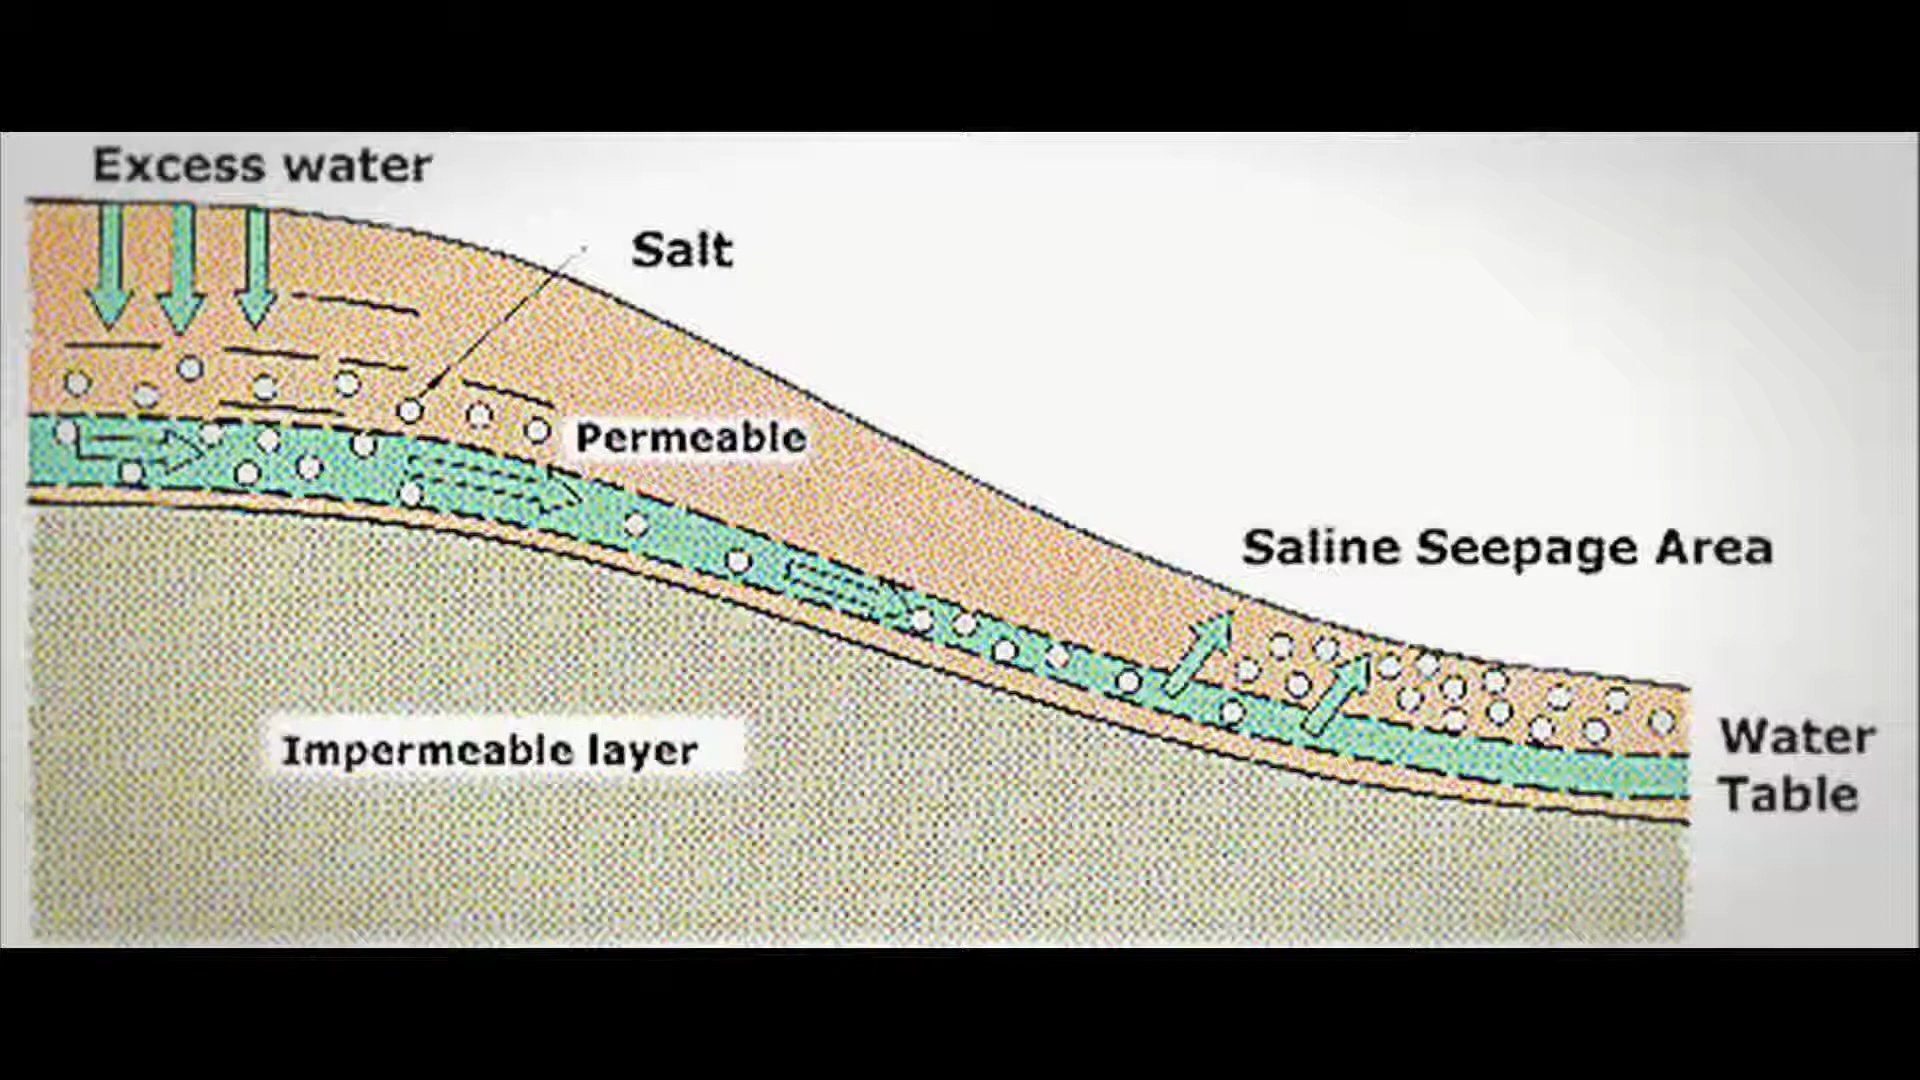 Excess water
Salt
Permeable
Saline Seepage Area
Impermeable layer
Water
Table